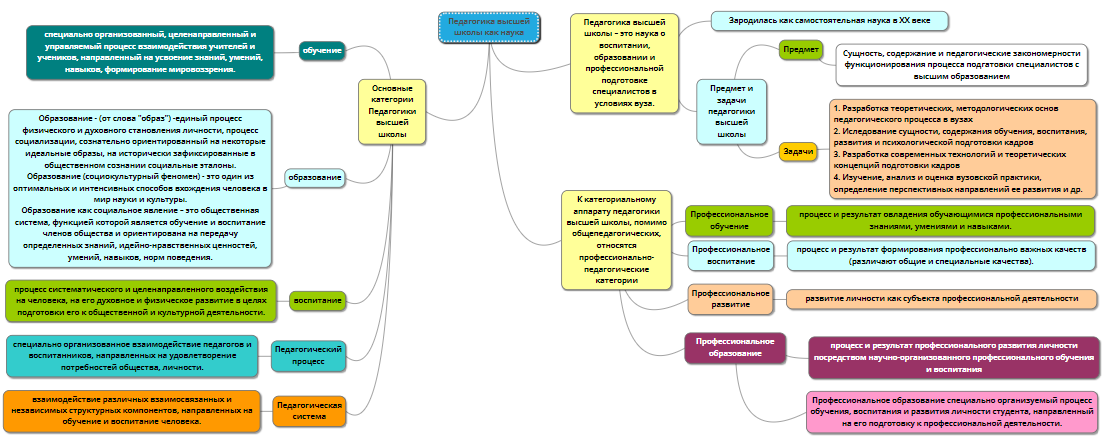 Педагогика высшей
школы как наука
специально организованный, целенаправленный и
управляемый процесс взаимодействия учителей и
учеников, направленный на усвоение знаний, умений,
навыков, формирование мировоззрения.
обучение
Основные
категории
Педагогики
высшей
школы
Образование - (от слова "образ") -единый процесс
физического и духовного становления личности, процесс
социализации, сознательно ориентированный на некоторые
идеальные образы, на исторически зафиксированные в
общественном сознании социальные эталоны.
Образование (социокультурный феномен) - это один из
оптимальных и интенсивных способов вхождения человека в
мир науки и культуры.
Образование как социальное явление – это общественная
система, функцией которой является обучение и воспитание
членов общества и ориентирована на передачу
определенных знаний, идейно-нравственных ценностей,
умений, навыков, норм поведения.
образование
процесс систематического и целенаправленного воздействия
на человека, на его духовное и физическое развитие в целях
подготовки его к общественной и культурной деятельности.
воспитание
специально организованное взаимодействие педагогов и
воспитанников, направленных на удовлетворение
потребностей общества, личности.
Педагогический
процесс
взаимодействие различных взаимосвязанных и
независимых структурных компонентов, направленных на
обучение и воспитание человека.
Педагогическая
система
Педагогика высшей
школы – это наука о
воспитании,
образовании и
профессиональной
подготовке
специалистов в
условиях вуза.
Зародилась как самостоятельная наука в XX веке
Предмет и
задачи
педагогики
высшей
школы
Предмет
Сущность, содержание и педагогические закономерности
функционирования процесса подготовки специалистов с
высшим образованием
Задачи
1. Разработка теоретических, методологических основ
педагогического процесса в вузах
2. Иследование сущности, содержания обучения, воспитания,
развития и психологической подготовки кадров
3. Разработка современных технологий и теоретических
концепций подготовки кадров
4. Изучение, анализ и оценка вузовской практики,
определение перспективных направлений ее развития и др.
К категориальному
аппарату педагогики
высшей школы, помимо
общепедагогических,
относятся
профессионально-
педагогические
категории
Профессиональное
обучение
процесс и результат овладения обучающимися профессиональными
знаниями, умениями и навыками.
Профессиональное
воспитание
процесс и результат формирования профессионально важных качеств
(различают общие и специальные качества).
Профессиональное
развитие
развитие личности как субъекта профессиональной деятельности
Профессиональное
образование
процесс и результат профессионального развития личности
посредством научно-организованного профессионального обучения
и воспитания
Профессиональное образование специально организуемый процесс
обучения, воспитания и развития личности студента, направленный
на его подготовку к профессиональной деятельности.